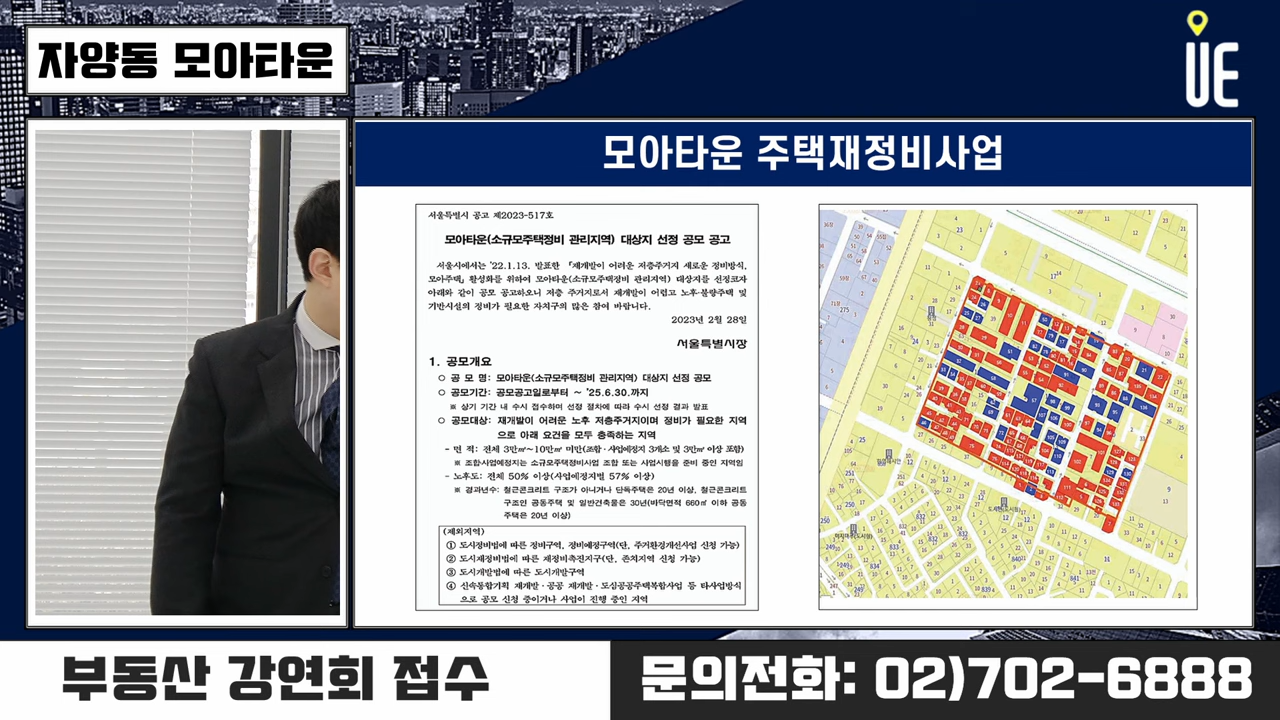 자양동 모아타운
UE
모아타운 주택재정비사업
서울특별시 공고 제2023-517호
모아타운(소규모주택정비 관리지역) 대상지 선정 공모 공고
서울시에서는 '22.1.13. 발표한 「재개발이 어려운 저층주거지 새로운 정비방식,
모아주택」 활성화를 위하여 모아타운(소규모주택정비 관리지역) 대상지를 선정코자
아래와 같이 공모 공고하오니 저층 주거지로서 재개발이 어렵고 노후·불량주택 및
기반시설의 정비가 필요한 자치구의 많은 참여 바랍니다.
2023년 2월 28일
서울특별시장
1. 공모개요
○ 공 모 명: 모아타운(소규모주택정비 관리지역) 대상지 선정 공모
○ 공모기간: 공모공고일로부터 ~ '25.6.30.까지
※ 상기 기간 내 수시 접수하며 선정 절차에 따라 수시 선정 결과 발표
○ 공모대상: 재개발이 어려운 노후 저층주거지이며 정비가 필요한 지역
으로 아래 요건을 모두 충족하는 지역
- 면 적: 전체 3만㎡~10만㎡ 미만(조합·사업예정지 3개소 및 3만㎡ 이상 포함)
※ 조합·사업예정지는 소규모주택정비사업 조합 또는 사업시행을 준비 중인 지역임
- 노후도: 전체 50% 이상(사업예정지별 57% 이상)
※ 경과년수: 철근콘크리트 구조가 아니거나 단독주택은 20년 이상, 철근콘크리트
구조인 공동주택 및 일반건축물은 30년(바닥면적 660㎡ 이하 공동
주택은 20년 이상)
(제외지역)
① 도시정비법에 따른 정비구역, 정비예정구역(단, 주거환경개선사업 신청 가능)
② 도시재정비법에 따른 재정비촉진지구(단, 존치지역 신청 가능)
③ 도시개발법에 따른 도시개발구역
④ 신속통합기획 재개발·공공 재개발·도심공공주택복합사업 등 타사업방식
으로 공모 신청 중이거나 사업이 진행 중인 지역
부동산 강연회 접수
문의전화: 02)702-6888